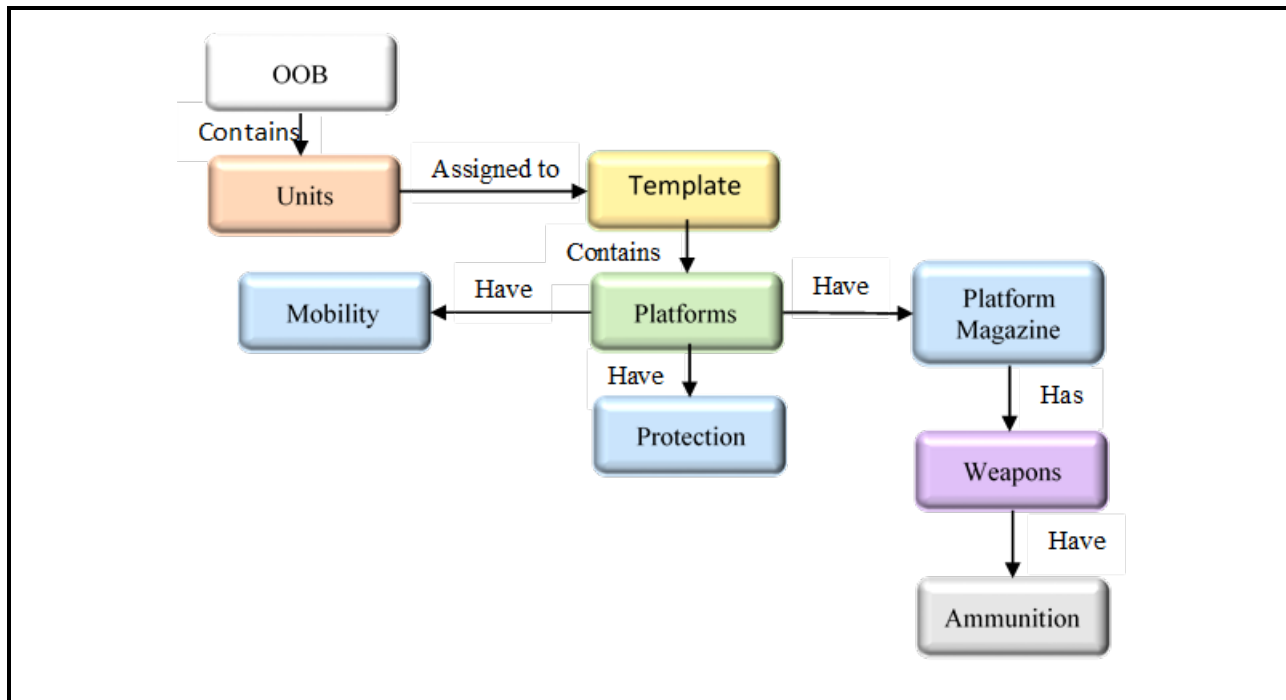 OOB
Contains
Units
Assigned to
Template
Contains
Mobility
Have
Platforms
Have
Platform
Magazine
Have
Protection
Has
Weapons
Have
Ammunition